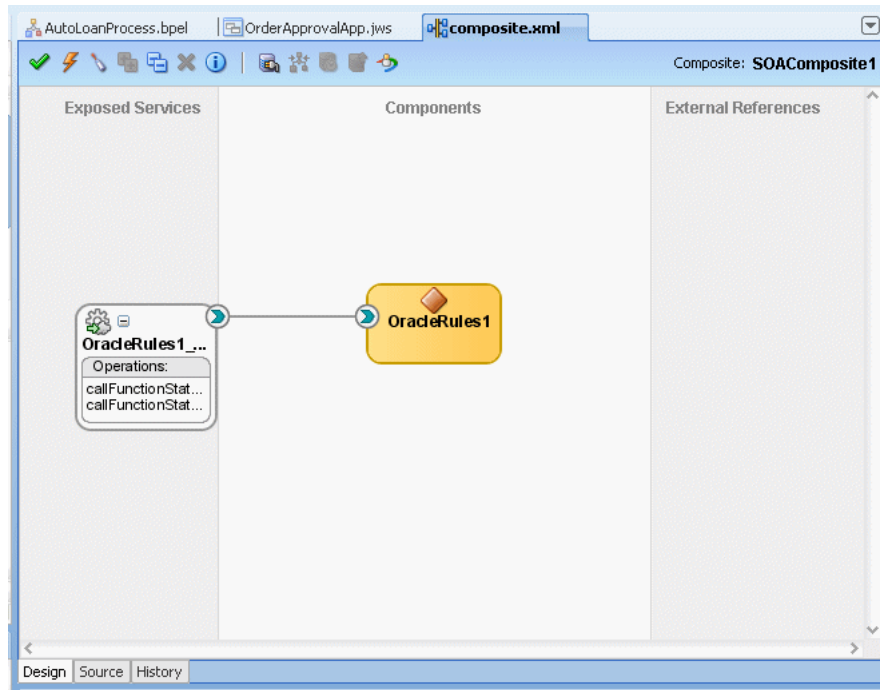 AutoLoanProcess.bpel OrderApprovalApp.jws composite.xml
Composite: SOAComposite1
Exposed Services Components External References
OracleRules1_...
OracleRules1
Operations:
callFunctionStat...
callFunctionStat...
Design Source History